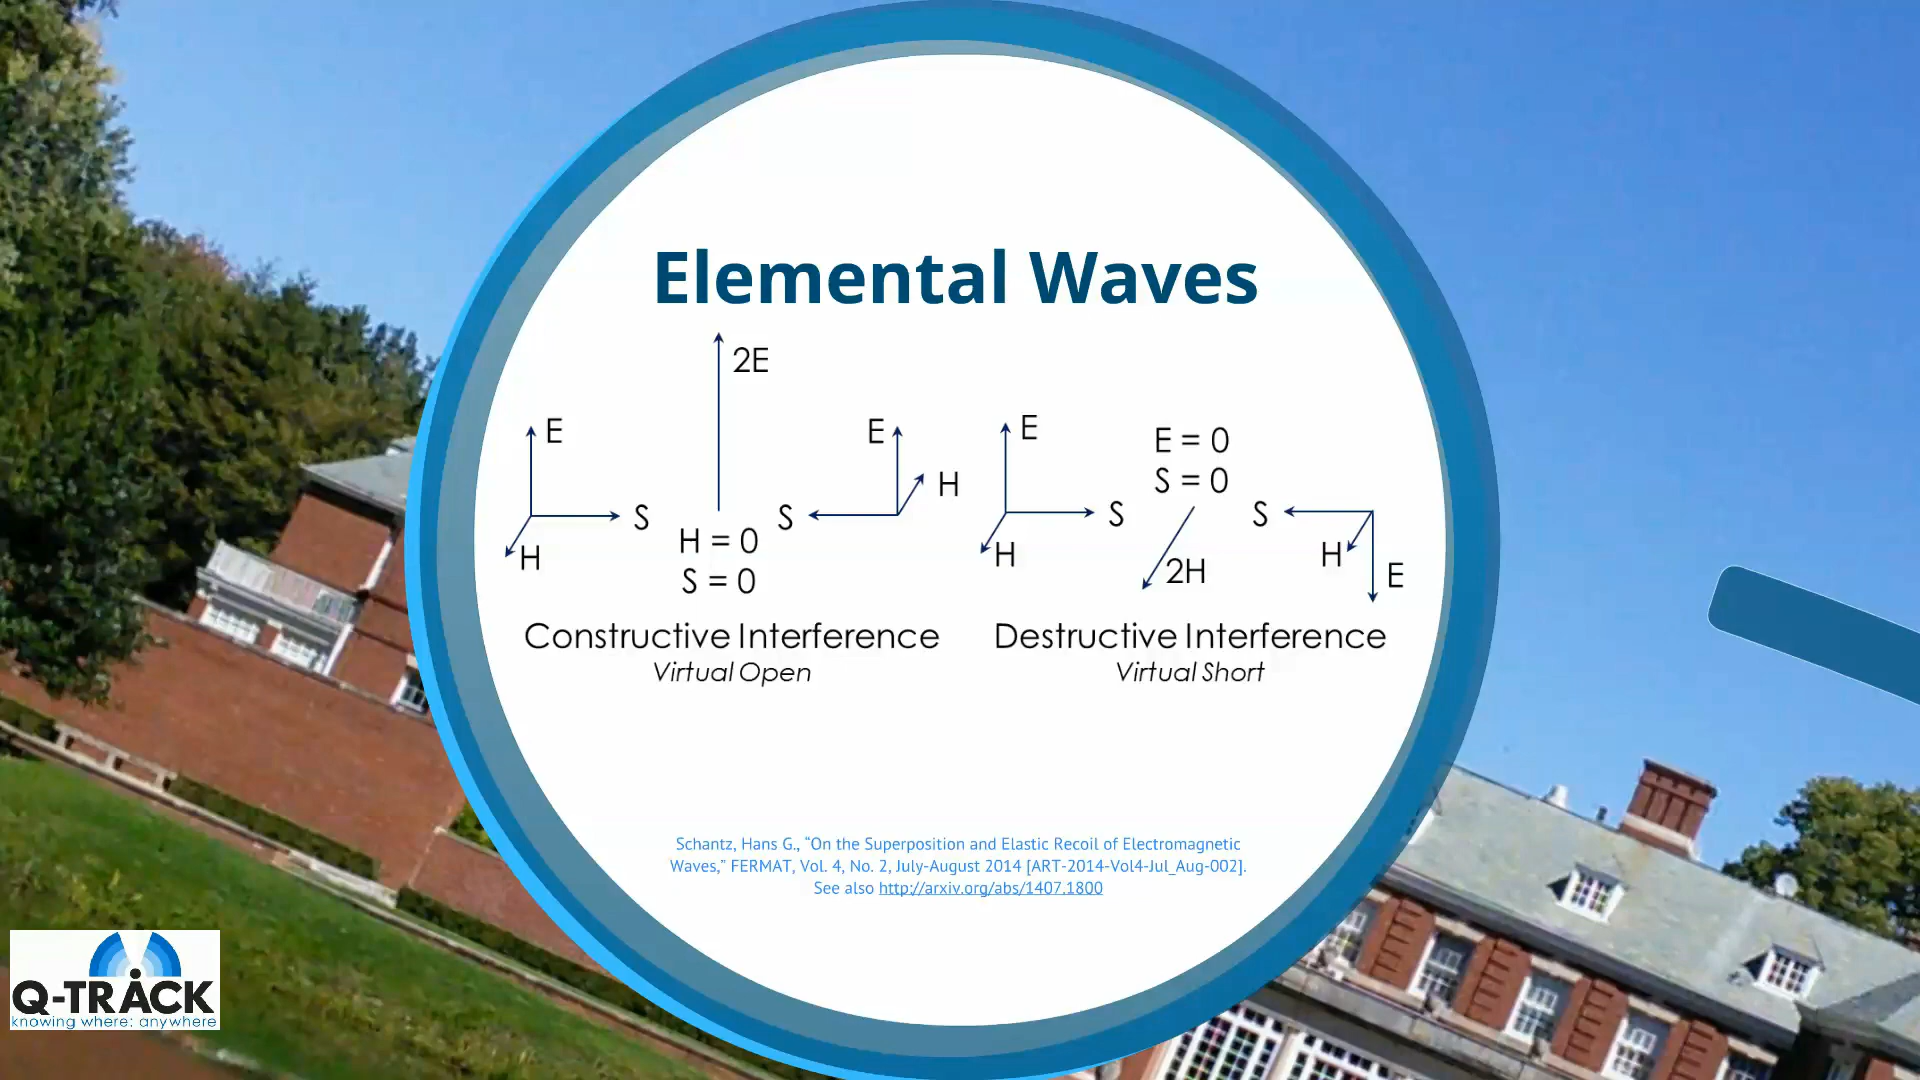 Elemental Waves
2E
E
S
H
H = 0
S = 0
E
H
S
Constructive Interference
Virtual Open
E
S
H
E = 0
S = 0
2H
S
H
E
Destructive Interference
Virtual Short
Schantz, Hans G., “On the Superposition and Elastic Recoil of Electromagnetic
Waves,” FERMAT, Vol. 4, No. 2, July-August 2014 [ART-2014-Vol4-Jul_Aug-002].
See also http://arxiv.org/abs/1407.1800
Q-TRACK
knowing where: anywhere